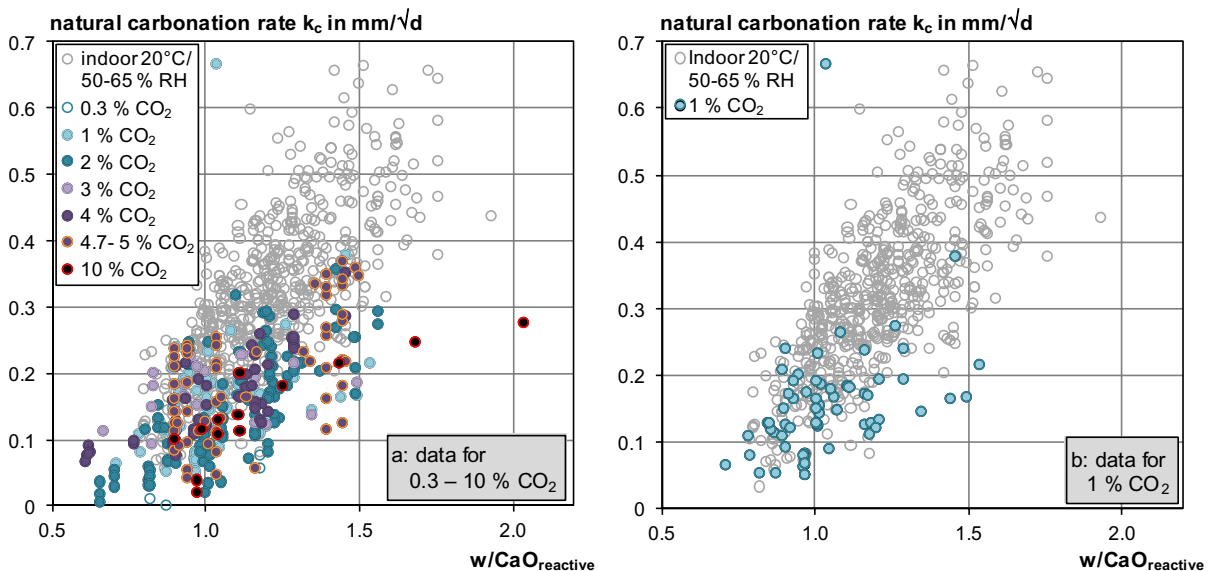 natural carbonation rate kc in mm/√d
0.7
0.6
0.5
0.4
0.3
0.2
0.1
0
indoor 20°C/
50-65 % RH
0.3 % CO2
1 % CO2
2 % CO2
3 % CO2
4 % CO2
4.7- 5 % CO2
10 % CO2
a: data for
0.3 – 10 % CO2
0.5 1.0 1.5 2.0
w/CaOreactive
natural carbonation rate kc in mm/√d
0.7
0.6
0.5
0.4
0.3
0.2
0.1
0
Indoor 20°C/
50-65 % RH
1 % CO2
b: data for
1 % CO2
0.5 1.0 1.5 2.0
w/CaOreactive